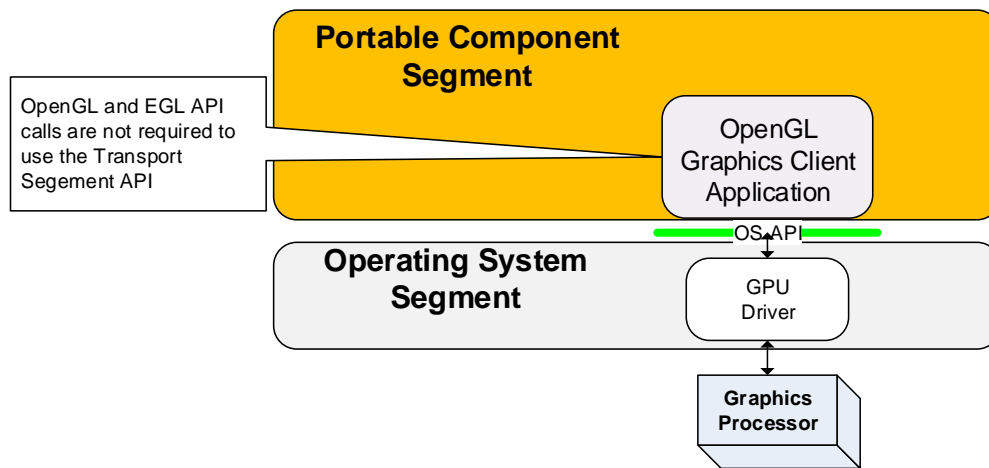 Portable Component
Segment
OpenGL and EGL API
calls are not required to
use the Transport
Segement API
OpenGL
Graphics Client
Application
OS API
Operating System
Segment
GPU
Driver
Graphics
Processor